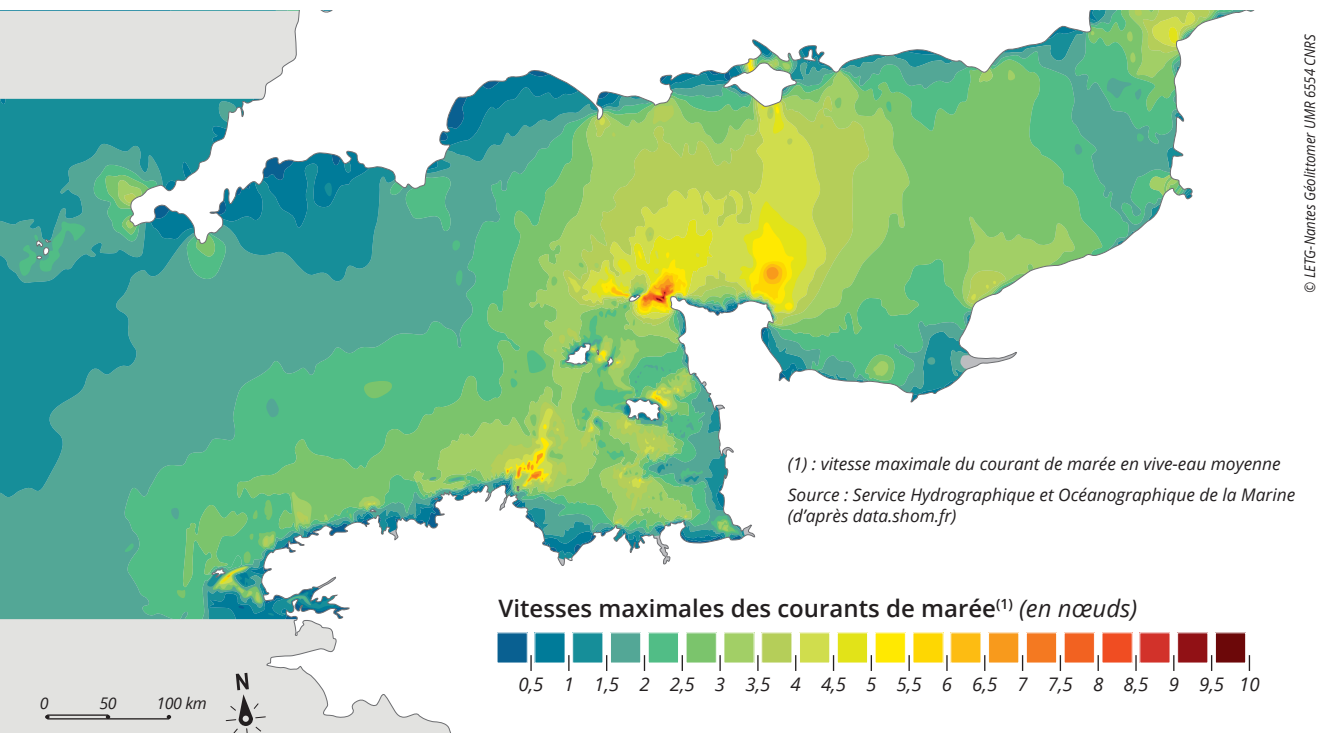 © LETG-Nantes Géolittomer UMR 6554 CNRS
(1) : vitesse maximale du courant de marée en vive-eau moyenne
Source : Service Hydrographique et Océanographique de la Marine
(d'après data.shom.fr)
Vitesses maximales des courants de marée(1) (en nœuds)
0,5 1 1,5 2 2,5 3 3,5 4 4,5 5 5,5 6 6,5 7 7,5 8 8,5 9 9,5 10
N
0 50 100 km